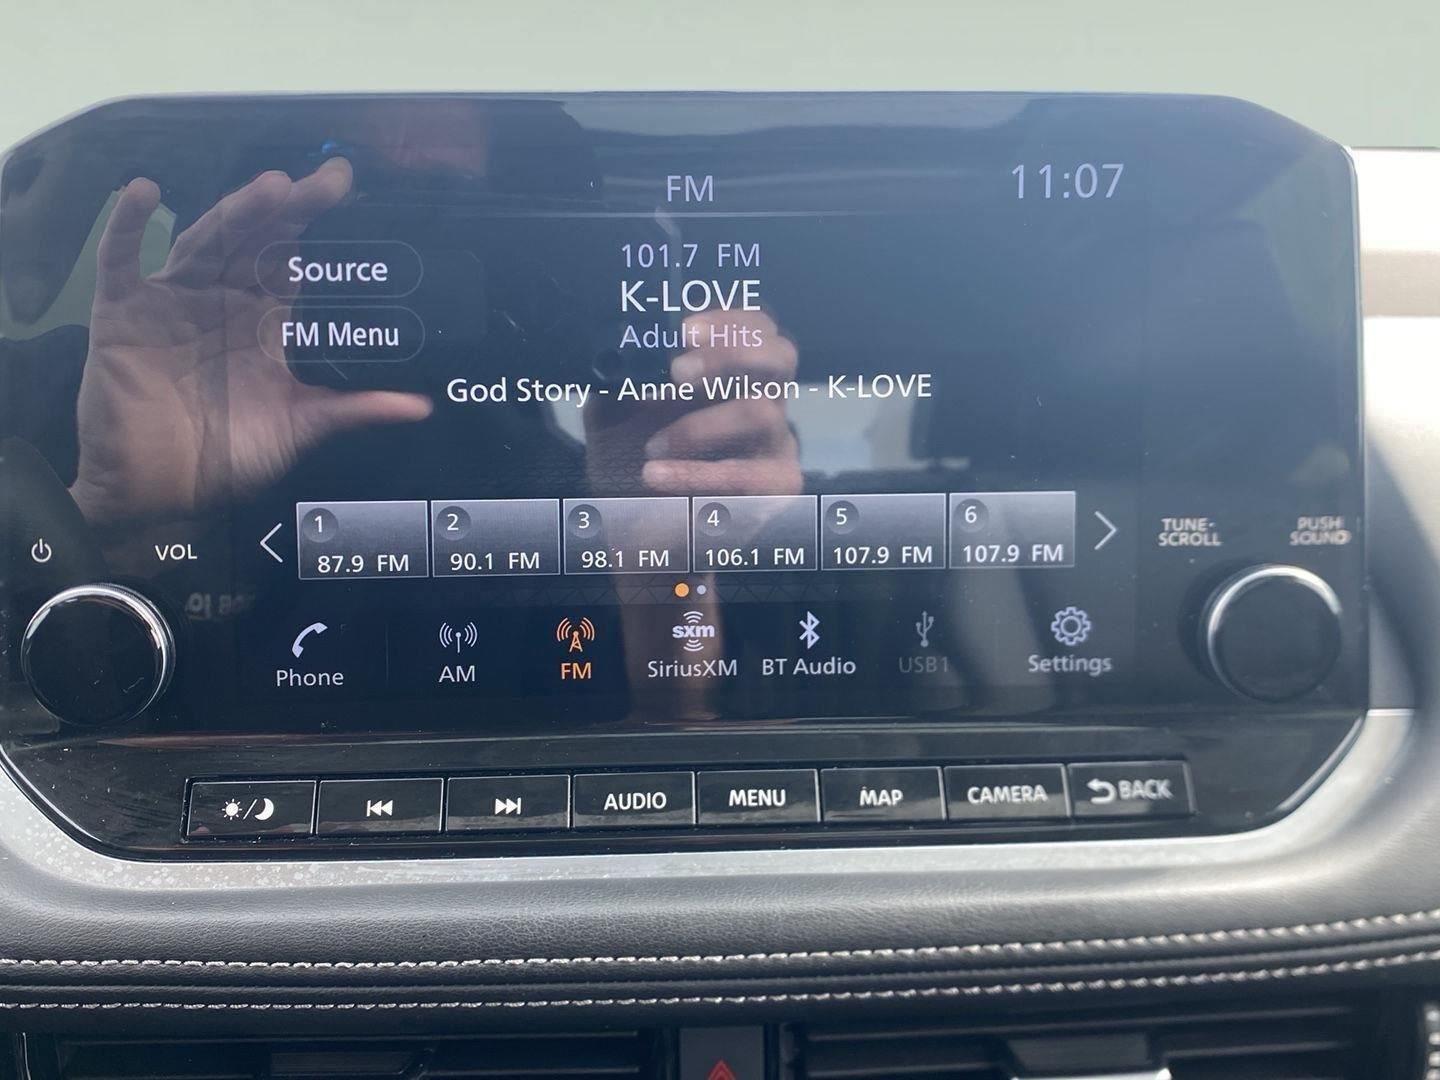 FM
11:07
Source
101.7 FM
K-LOVE
FM Menu
Adult Hits
God Story - Anne Wilson - K-LOVE
1
2
3
4
5
6
87.9 FM
90.1 FM
98.1 FM
106.1 FM
107.9 FM
107.9 FM
VOL
TUNE-
SCROLL
PUSH
SOUND
Phone
AM
FM
sxm
SiriusXM
BT Audio
USB1
Settings
AUDIO
MENU
MAP
CAMERA
BACK